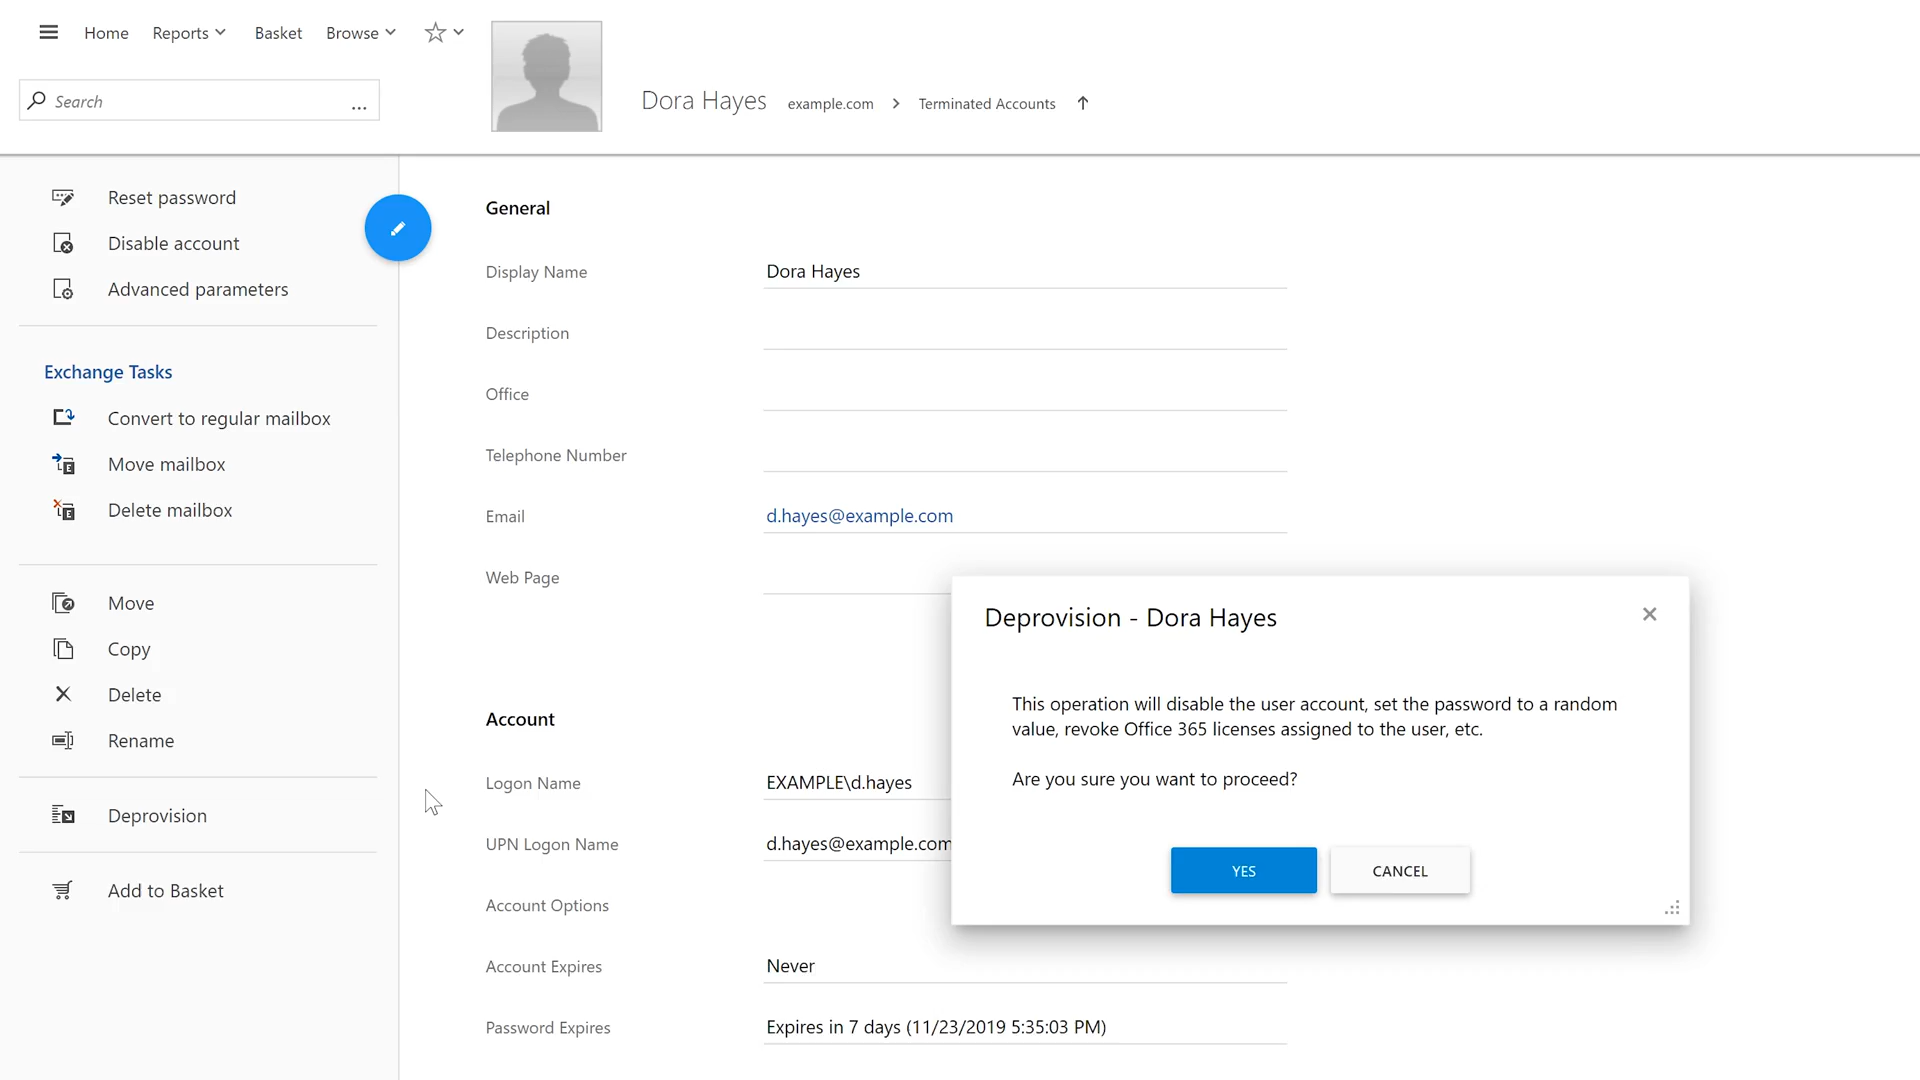 Home
Reports
Basket
Browse
Search
...
Dora Hayes
example.com
Terminated Accounts
Reset password
Disable account
Advanced parameters
Exchange Tasks
Convert to regular mailbox
Move mailbox
Delete mailbox
Move
Copy
Delete
Rename
Deprovision
Add to Basket
General
Display Name
Dora Hayes
Description
Office
Telephone Number
Email
d.hayes@example.com
Web Page
Account
Logon Name
EXAMPLE\d.hayes
UPN Logon Name
d.hayes@example.com
Account Options
Account Expires
Never
Password Expires
Expires in 7 days (11/23/2019 5:35:03 PM)
Deprovision - Dora Hayes
This operation will disable the user account, set the password to a random
value, revoke Office 365 licenses assigned to the user, etc.
Are you sure you want to proceed?
YES
CANCEL